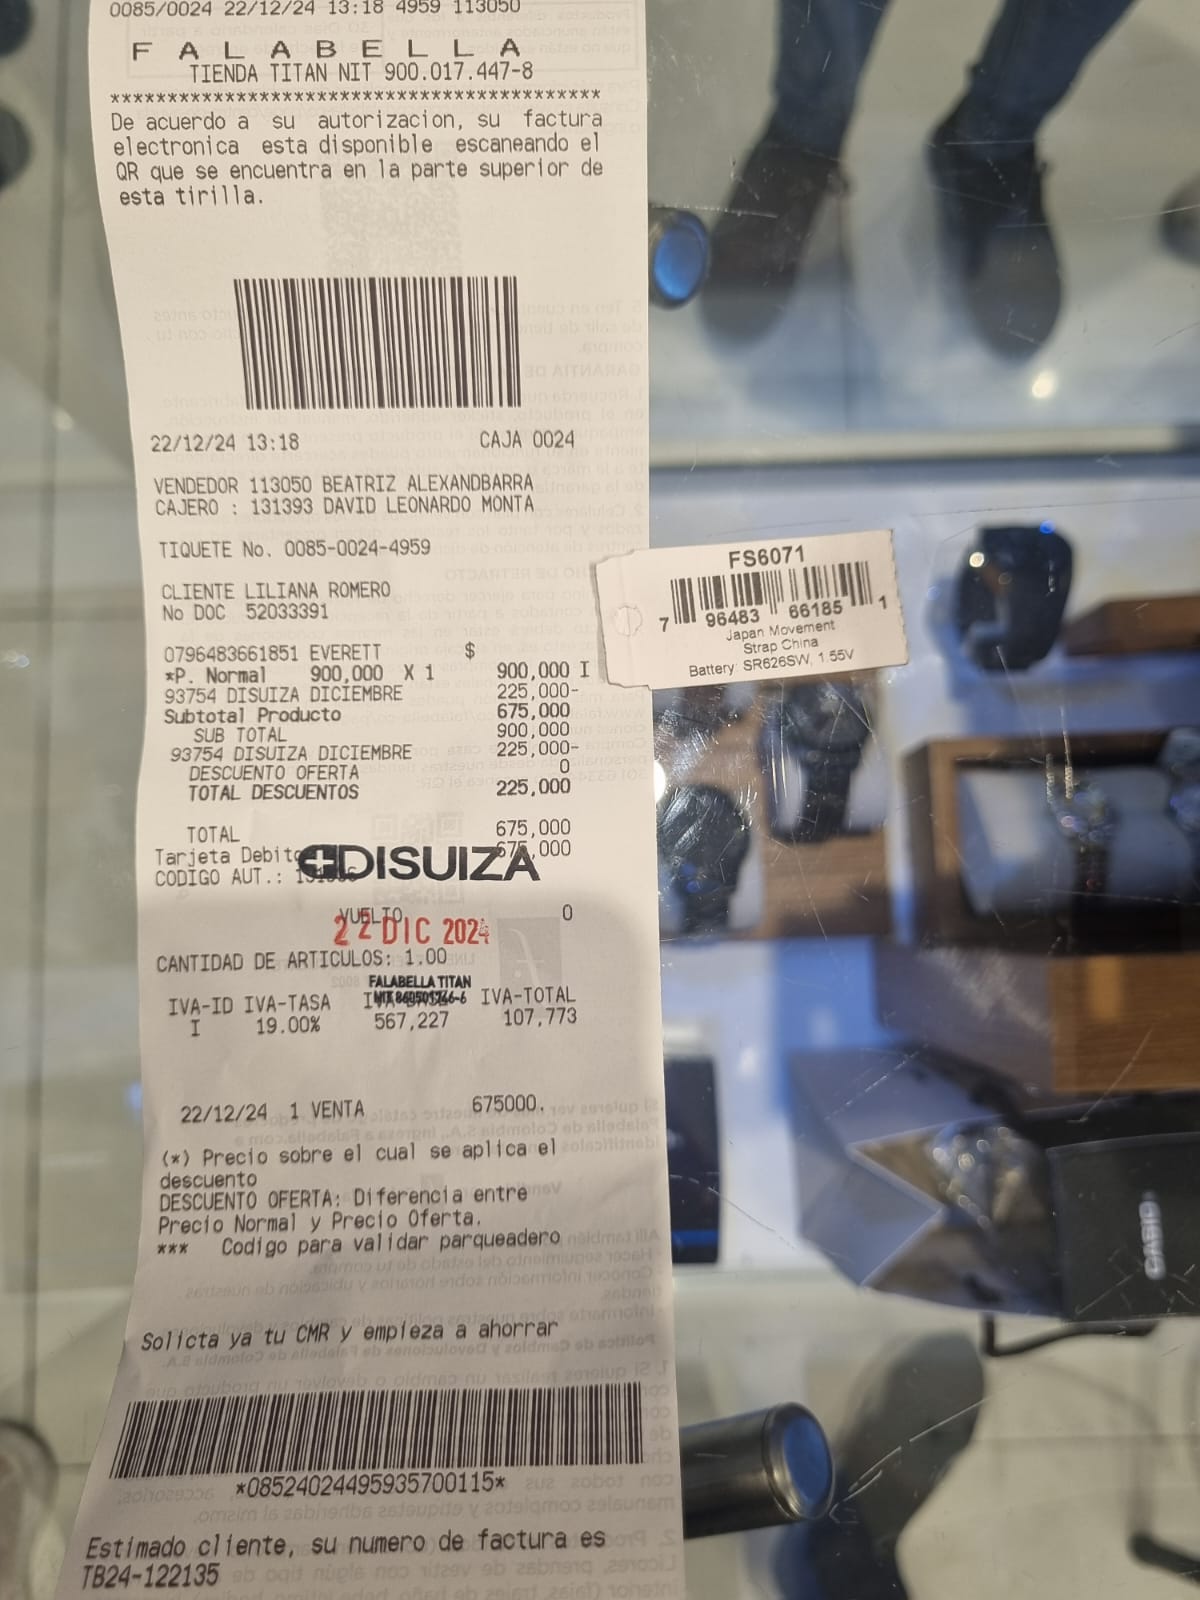 0085/0024 22/12/24 13:18 4959 113050
FALABELLA
TIENDA TITAN NIT 900.017.447-8
*******************************************
De acuerdo a su autorizacion, su factura
electronica esta disponible escaneando el
QR que se encuentra en la parte superior de
esta tirilla.
22/12/24 13:18 CAJA 0024
VENDEDOR 113050 BEATRIZ ALEXANDBARRA
CAJERO : 131393 DAVID LEONARDO MONTA
TIQUETE No. 0085-0024-4959
CLIENTE LILIANA ROMERO
No DOC 52033391
0796483661851 EVERETT $
*P. Normal 900,000 X 1 900,000 I
93754 DISUIZA DICIEMBRE 225,000-
Subtotal Producto 675,000
SUB TOTAL 900,000
93754 DISUIZA DICIEMBRE 225,000-
DESCUENTO OFERTA 0
TOTAL DESCUENTOS 225,000
TOTAL 675,000
Tarjeta Debito 675,000
DISUIZA
CODIGO AUT.:
VUELTO 0
22 DIC 2024
CANTIDAD DE ARTICULOS: 1.00
FALABELLA TITAN
IVA-ID IVA-TASA IVA-TOTAL
I 19.00% 567,227 107,773
22/12/24 1 VENTA 675000.
(*) Precio sobre el cual se aplica el
descuento
DESCUENTO OFERTA: Diferencia entre
Precio Normal y Precio Oferta.
*** Codigo para validar parqueadero
Solicta ya tu CMR y empieza a ahorrar
*08524024495935700115*
Estimado cliente, su numero de factura es
TB24-122135
FS6071
7 96483 66185 1
Japan Movement
Strap China
Battery: SR626SW, 1.55V
CASIO